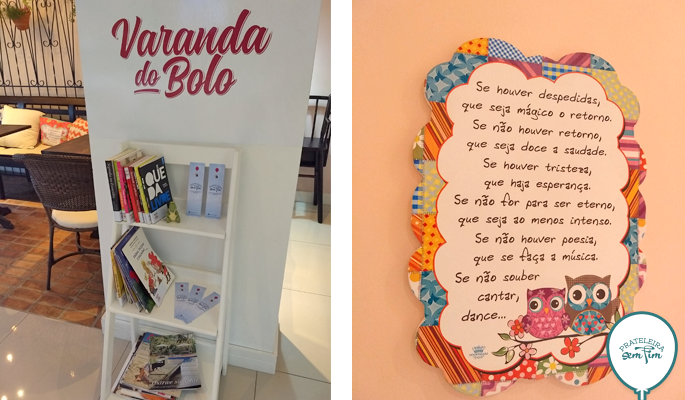 Varanda
do Bolo
QUE
DA
Se houver despedidas,
que seja mágico o retorno.
Se não houver retorno,
que seja doce a saudade.
Se houver tristeza,
que haja esperança.
Se não for para ser eterno,
que seja ao menos intenso.
Se não houver poesia,
que se faça a música.
Se não souber
cantar,
dance...
PRATELEIRA
sem fim